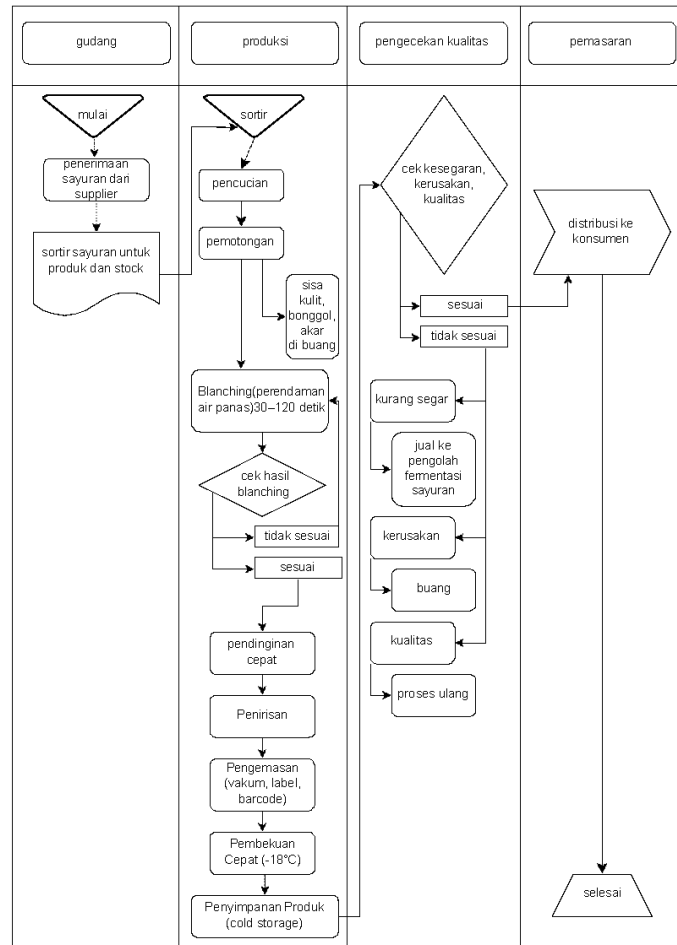 gudang
produksi
pengecekan kualitas
pemasaran
mulai
penerimaan
sayuran dari
supplier
sortir sayuran untuk
produk dan stock
sortir
pencucian
pemotongan
sisa
kulit,
bonggol,
akar
di buang
Blanching(perendaman
air panas)30–120 detik
cek hasil
blanching
tidak sesuai
sesuai
pendinginan
cepat
Penirisan
Pengemasan
(vakum, label,
barcode)
Pembekuan
Cepat (-18°C)
Penyimpanan Produk
(cold storage)
cek kesegaran,
kerusakan,
kualitas
sesuai
tidak sesuai
kurang segar
jual ke
pengolah
fermentasi
sayuran
kerusakan
buang
kualitas
proses ulang
distribusi ke
konsumen
selesai